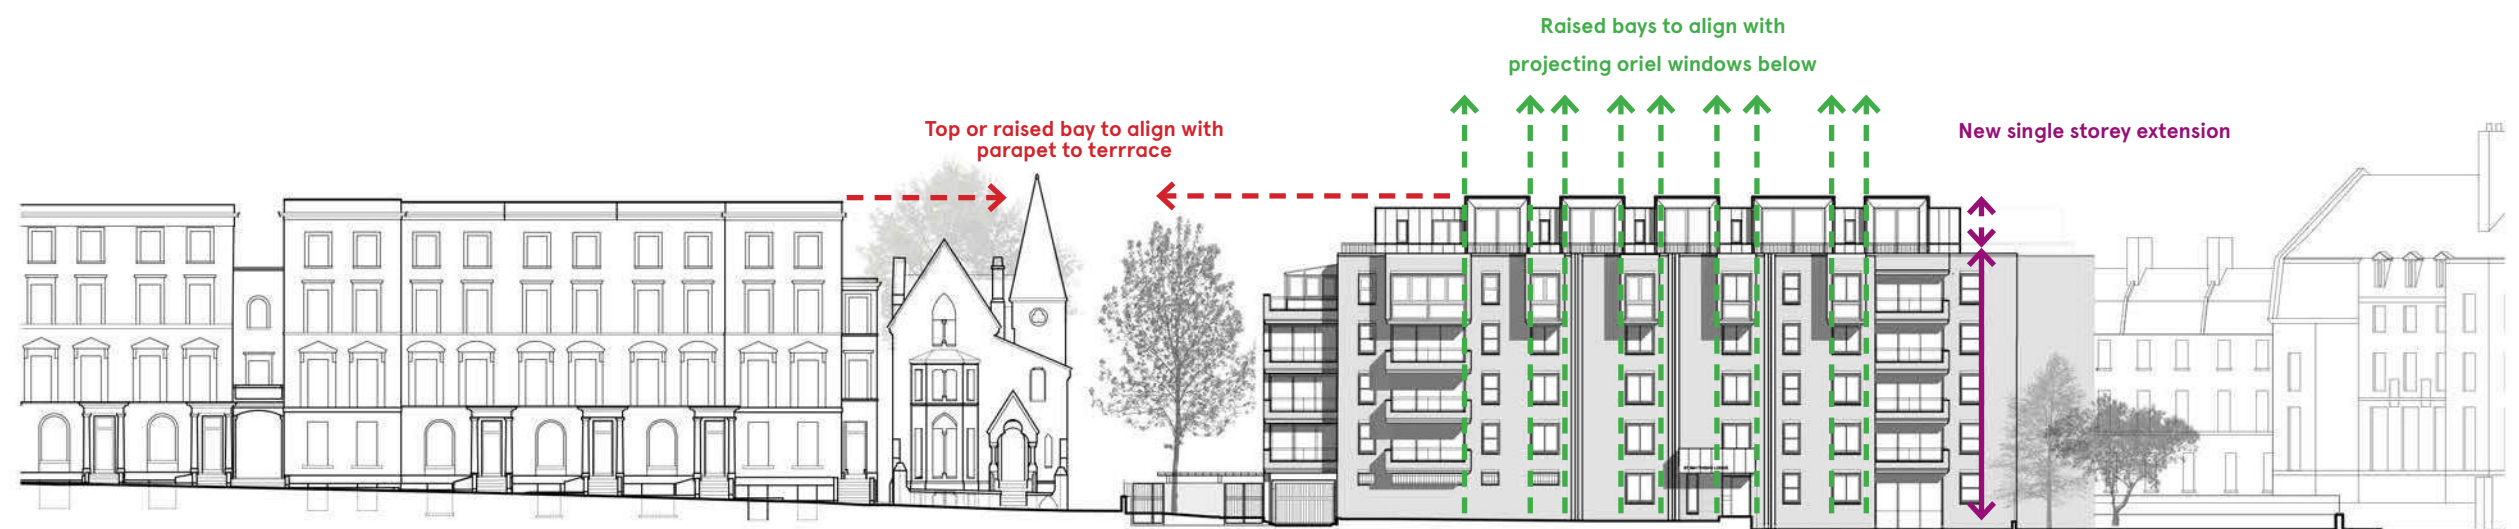 Raised bays to align with
projecting oriel windows below
Top or raised bay to align with
parapet to terrrace
New single storey extension